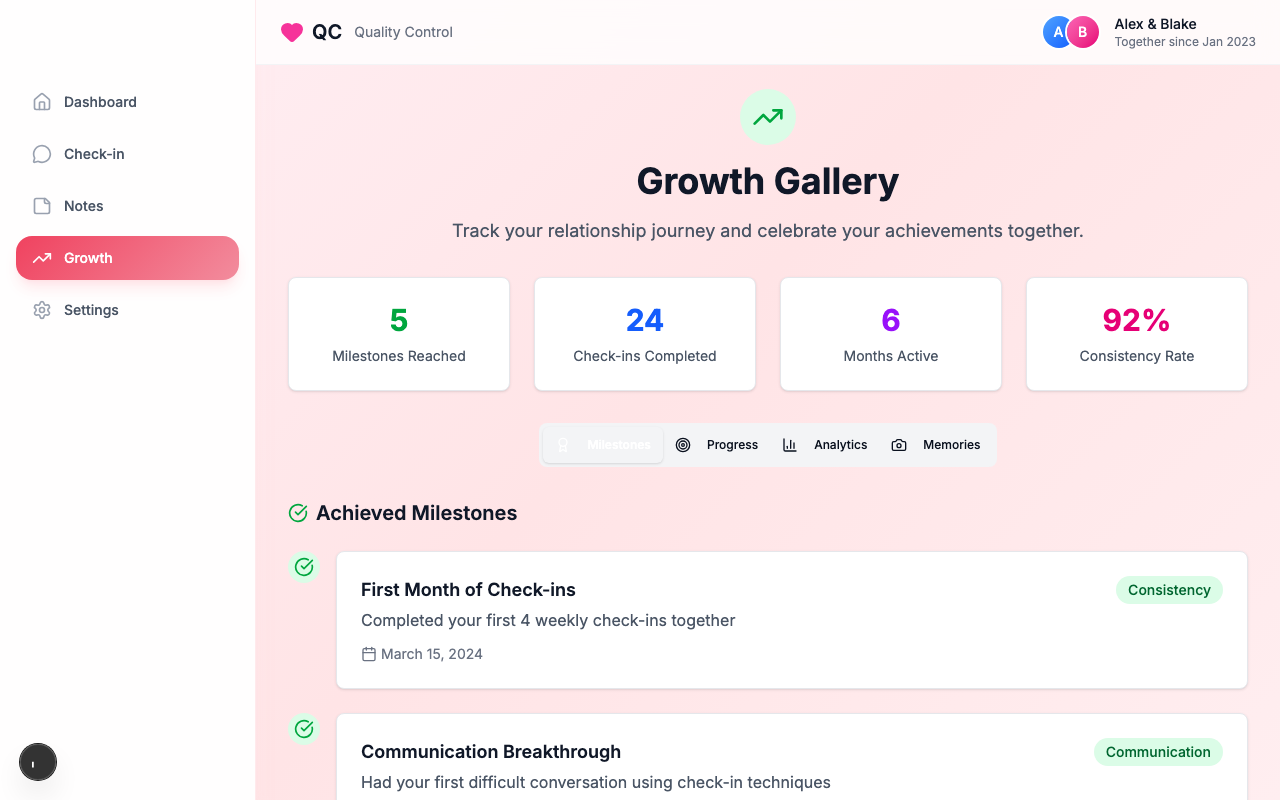 QC Quality Control
A B
Alex & Blake
Together since Jan 2023
Dashboard
Check-in
Notes
Growth
Settings
Growth Gallery
Track your relationship journey and celebrate your achievements together.
5
Milestones Reached
24
Check-ins Completed
6
Months Active
92%
Consistency Rate
Milestones Progress Analytics Memories
Achieved Milestones
First Month of Check-ins
Consistency
Completed your first 4 weekly check-ins together
March 15, 2024
Communication Breakthrough
Communication
Had your first difficult conversation using check-in techniques